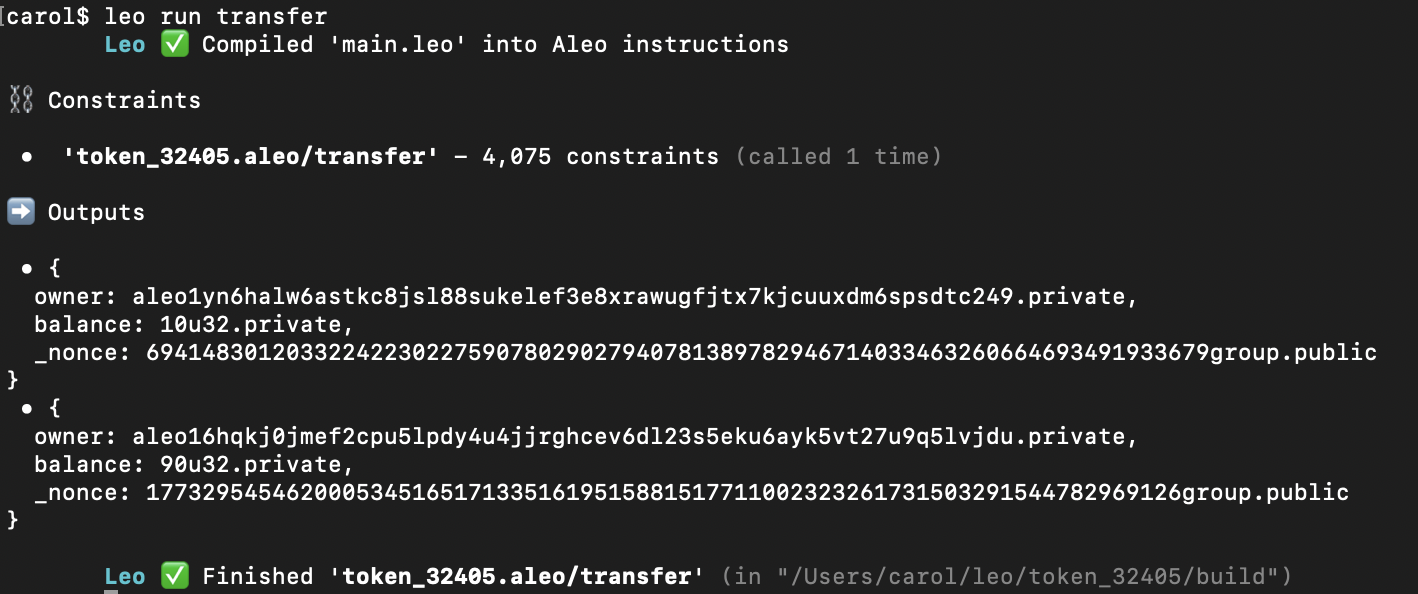 carol$ leo run transfer
Leo ✅ Compiled 'main.leo' into Aleo instructions
⛓ Constraints
• 'token_32405.aleo/transfer' – 4,075 constraints (called 1 time)
➡️ Outputs
• {
owner: aleo1yn6halw6astkc8jsl88sukelef3e8xrawugfjtx7kjcuuxdm6spsdtc249.private,
balance: 10u32.private,
_nonce: 6941483012033224223022759078029027940781389782946714033463260664693491933679group.public
}
• {
owner: aleo16hqkj0jmef2cpu5lpdy4u4jjrghcev6dl23s5eku6ayk5vt27u9q5lvjdu.private,
balance: 90u32.private,
_nonce: 1773295454620005345165171335161951588151771100232326173150329154478296​9126group.public
}
Leo ✅ Finished 'token_32405.aleo/transfer' (in "/Users/carol/leo/token_32405/build")